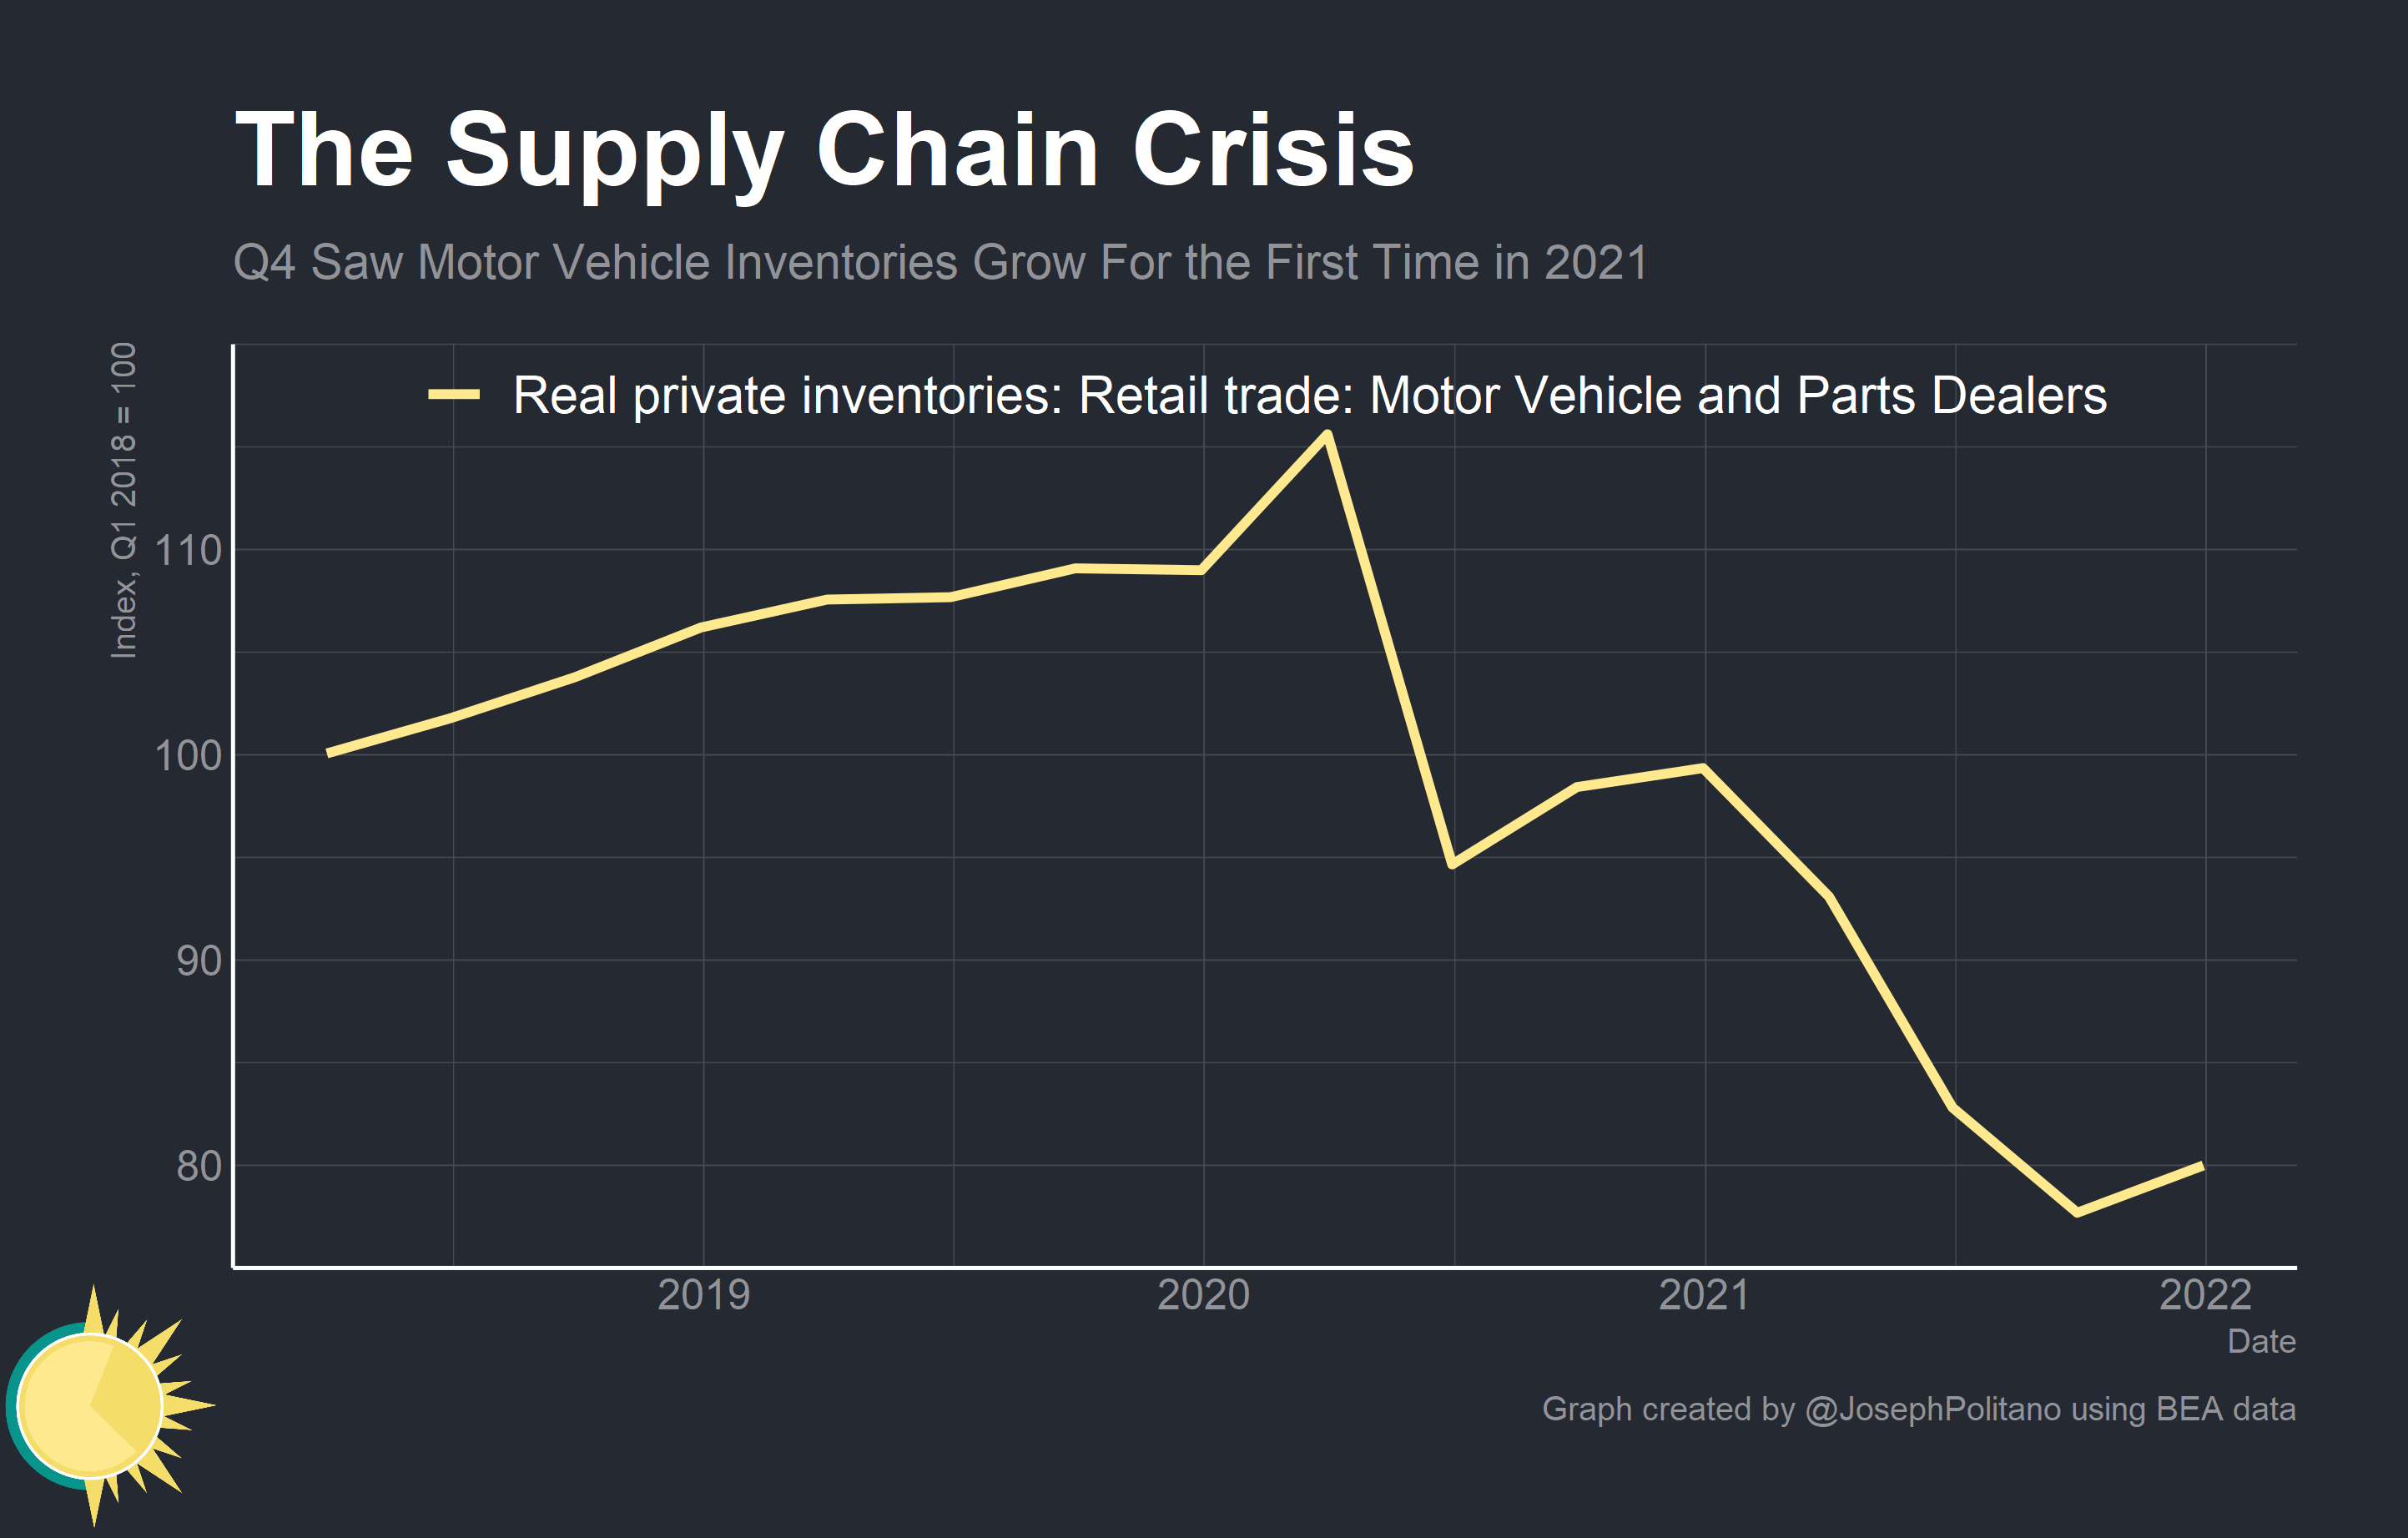 The Supply Chain Crisis
Q4 Saw Motor Vehicle Inventories Grow For the First Time in 2021
Index, Q1 2018 = 100
Real private inventories: Retail trade: Motor Vehicle and Parts Dealers
110
100
90
80
2019 2020 2021 2022
Date
Graph created by @JosephPolitano using BEA data